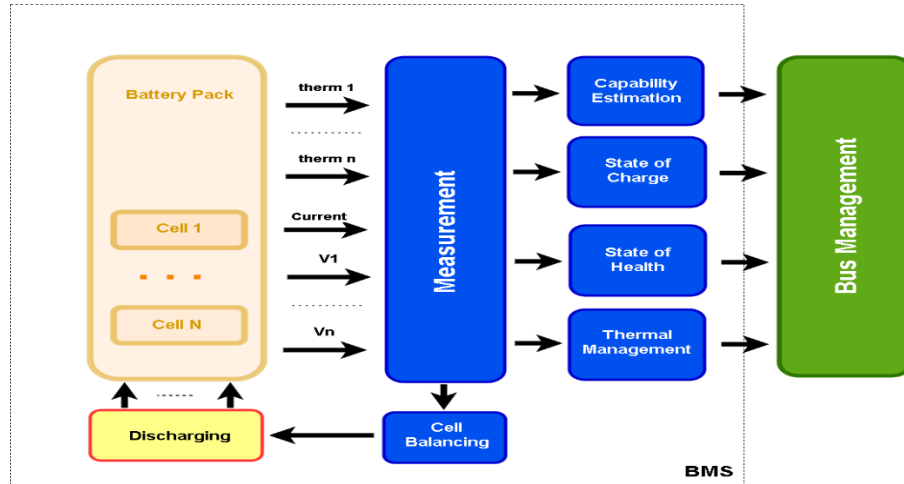 Battery Pack
Cell 1
Cell N
therm 1
therm n
Current
V1
Vn
Measurement
Capability
Estimation
State of
Charge
State of
Health
Thermal
Management
Bus Management
Discharging
Cell
Balancing
BMS